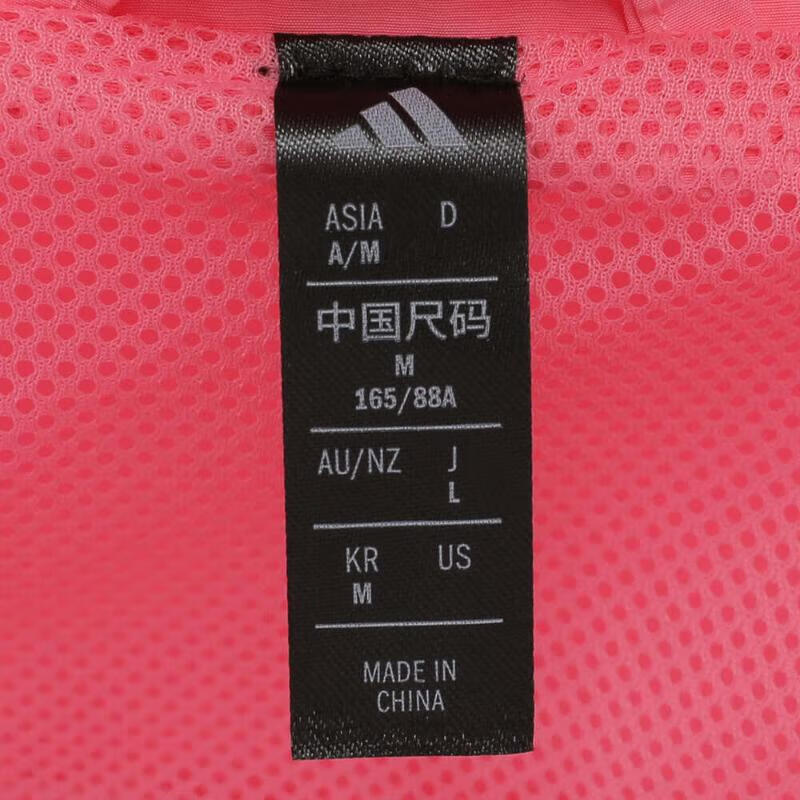 ASIA D
A/M
中国尺码
M
165/88A
AU/NZ J
L
KR US
M
MADE IN
CHINA